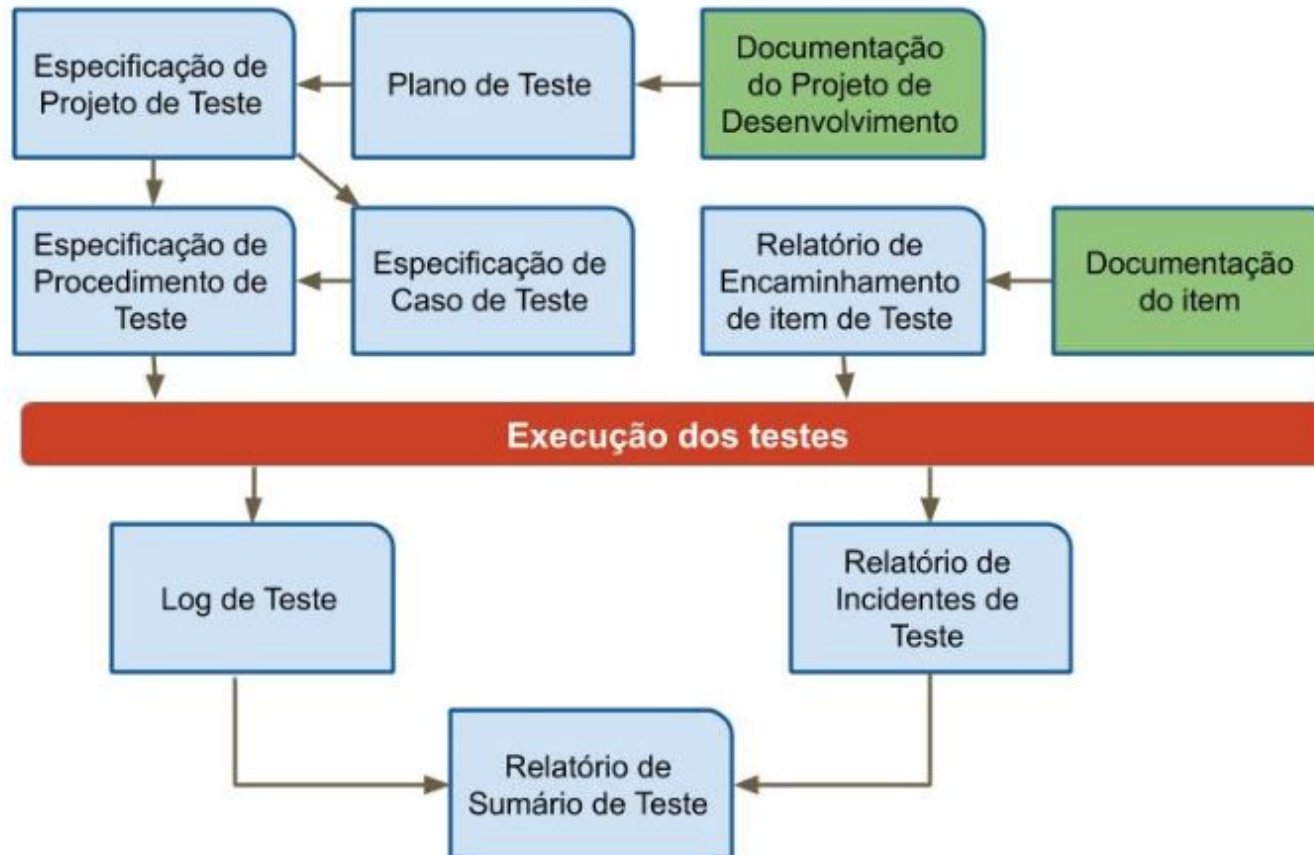 Especificação de
Projeto de Teste
Plano de Teste
Documentação
do Projeto de
Desenvolvimento
Especificação de
Procedimento de
Teste
Especificação de
Caso de Teste
Relatório de
Encaminhamento
de item de Teste
Documentação
do item
Execução dos testes
Log de Teste
Relatório de
Incidentes de
Teste
Relatório de
Sumário de Teste